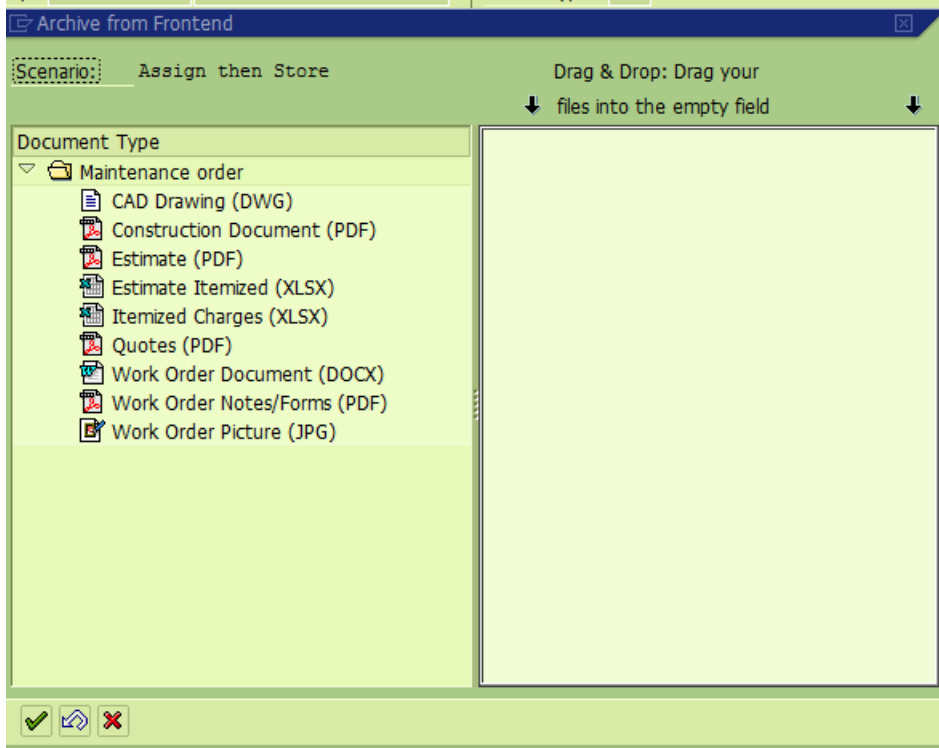 Archive from Frontend
Scenario: Assign then Store
Drag & Drop: Drag your
files into the empty field
Document Type
Maintenance order
CAD Drawing (DWG)
Construction Document (PDF)
Estimate (PDF)
Estimate Itemized (XLSX)
Itemized Charges (XLSX)
Quotes (PDF)
Work Order Document (DOCX)
Work Order Notes/Forms (PDF)
Work Order Picture (JPG)